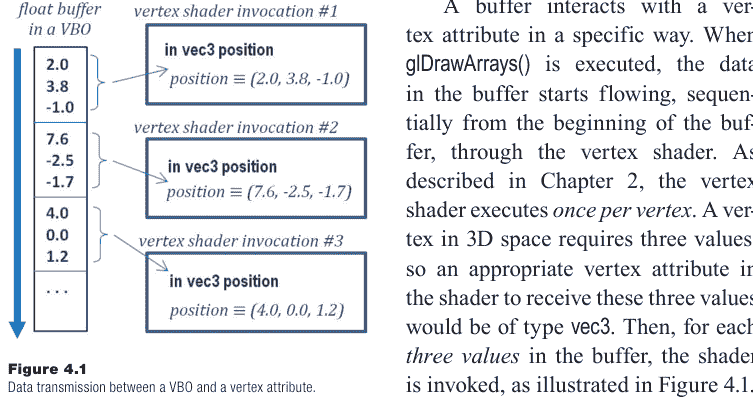 float buffer
in a VBO
2.0
3.8
-1.0
7.6
-2.5
-1.7
4.0
0.0
1.2
...
vertex shader invocation #1
in vec3 position
position ≡ (2.0, 3.8, -1.0)
vertex shader invocation #2
in vec3 position
position ≡ (7.6, -2.5, -1.7)
vertex shader invocation #3
in vec3 position
position ≡ (4.0, 0.0, 1.2)
Figure 4.1
Data transmission between a VBO and a vertex attribute.
A buffer interacts with a ver-
tex attribute in a specific way. When
glDrawArrays() is executed, the data
in the buffer starts flowing, sequen-
tially from the beginning of the buf-
fer, through the vertex shader. As
described in Chapter 2, the vertex
shader executes once per vertex. A ver-
tex in 3D space requires three values,
so an appropriate vertex attribute in
the shader to receive these three values
would be of type vec3. Then, for each
three values in the buffer, the shader
is invoked, as illustrated in Figure 4.1.